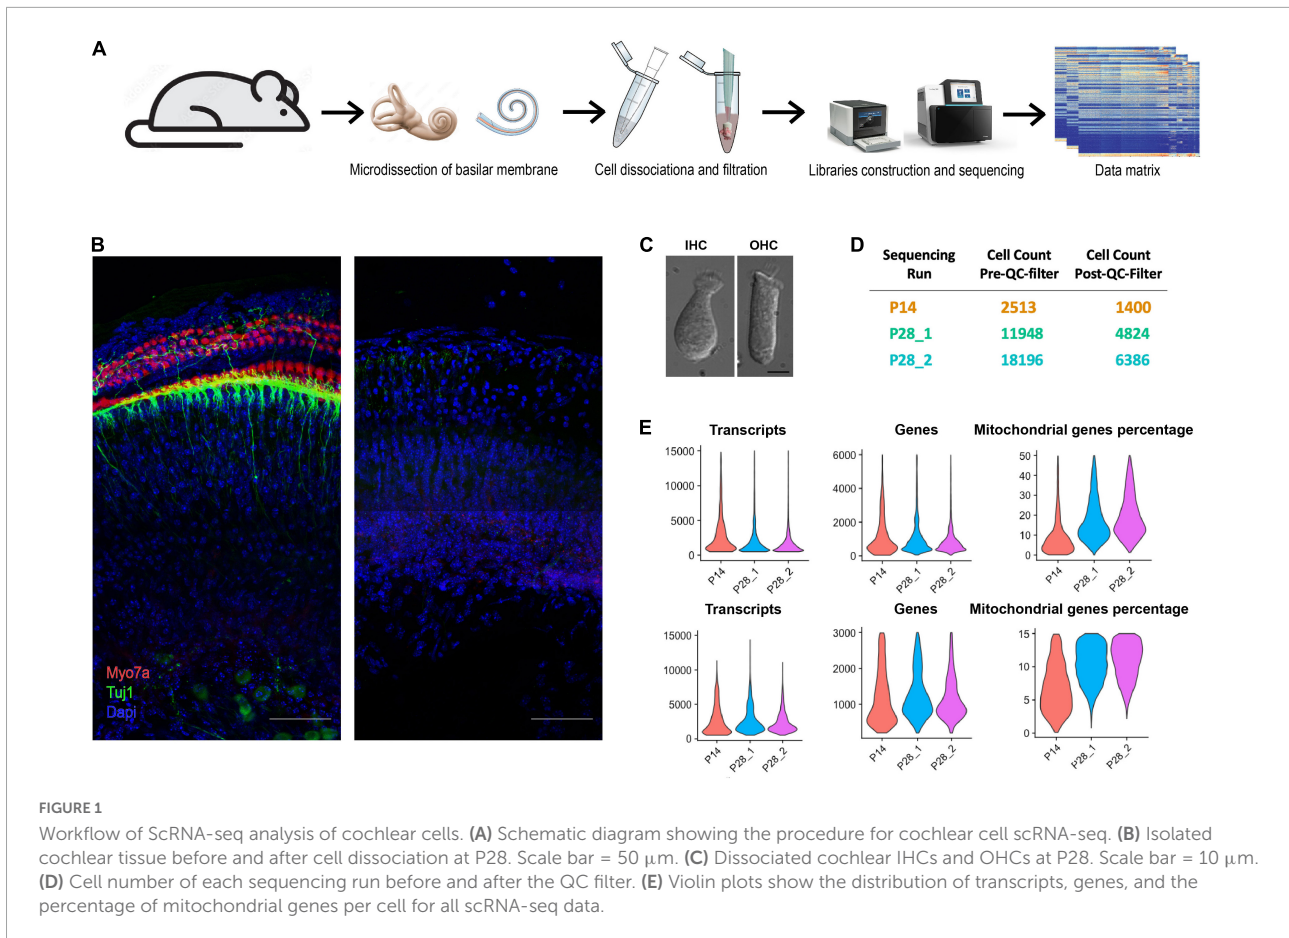 A
Microdissection of basilar membrane
Cell dissociationa and filtration
Libraries construction and sequencing
Data matrix
B
Myo7a
Tuj1
Dapi
C
IHC
OHC
D
Sequencing Run
Cell Count Pre-QC-filter
Cell Count Post-QC-Filter
P14 2513 1400
P28_1 11948 4824
P28_2 18196 6386
E
Transcripts
15000
10000
5000
0
P14
P28_1
P28_2
Genes
6000
4000
2000
0
P14
P28_1
P28_2
Mitochondrial genes percentage
50
40
30
20
10
0
P14
P28_1
P28_2
Transcripts
15000
10000
5000
0
P14
P28_1
P28_2
Genes
3000
2000
1000
P14
P28_1
P28_2
Mitochondrial genes percentage
15
10
5
0
P14
P28_1
P28_2
FIGURE 1
Workflow of ScRNA-seq analysis of cochlear cells. (A) Schematic diagram showing the procedure for cochlear cell scRNA-seq. (B) Isolated
cochlear tissue before and after cell dissociation at P28. Scale bar = 50 μm. (C) Dissociated cochlear IHCs and OHCs at P28. Scale bar = 10 μm.
(D) Cell number of each sequencing run before and after the QC filter. (E) Violin plots show the distribution of transcripts, genes, and the
percentage of mitochondrial genes per cell for all scRNA-seq data.